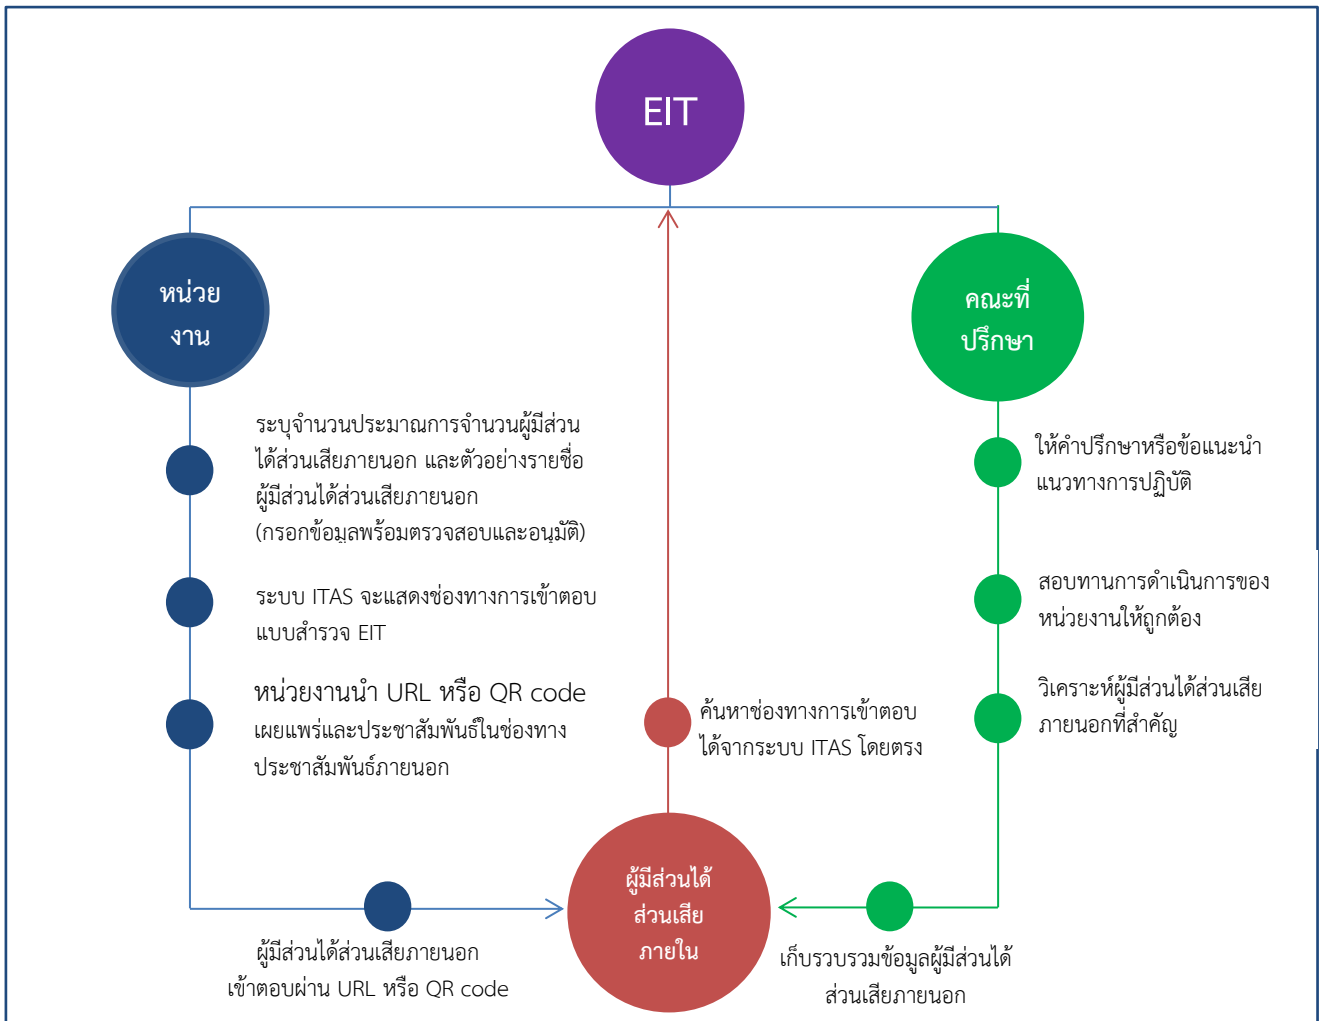 EIT
หน่วย
งาน
คณะที่
ปรึกษา
ระบุจำนวนประมาณการจำนวนผู้มีส่วน
ได้ส่วนเสียภายนอก และตัวอย่างรายชื่อ
ผู้มีส่วนได้ส่วนเสียภายนอก
(กรอกข้อมูลพร้อมตรวจสอบและอนุมัติ)
ระบบ ITAS จะแสดงช่องทางการเข้าตอบ
แบบสำรวจ EIT
หน่วยงานนำ URL หรือ QR code
เผยแพร่และประชาสัมพันธ์ในช่องทาง
ประชาสัมพันธ์ภายนอก
ให้คำปรึกษาหรือข้อแนะนำ
แนวทางการปฏิบัติ
สอบทานการดำเนินการของ
หน่วยงานให้ถูกต้อง
วิเคราะห์ผู้มีส่วนได้ส่วนเสีย
ภายนอกที่สำคัญ
ค้นหาช่องทางการเข้าตอบ
ได้จากระบบ ITAS โดยตรง
ผู้มีส่วนได้
ส่วนเสีย
ภายใน
ผู้มีส่วนได้ส่วนเสียภายนอก
เข้าตอบผ่าน URL หรือ QR code
เก็บรวบรวมข้อมูลผู้มีส่วนได้
ส่วนเสียภายนอก